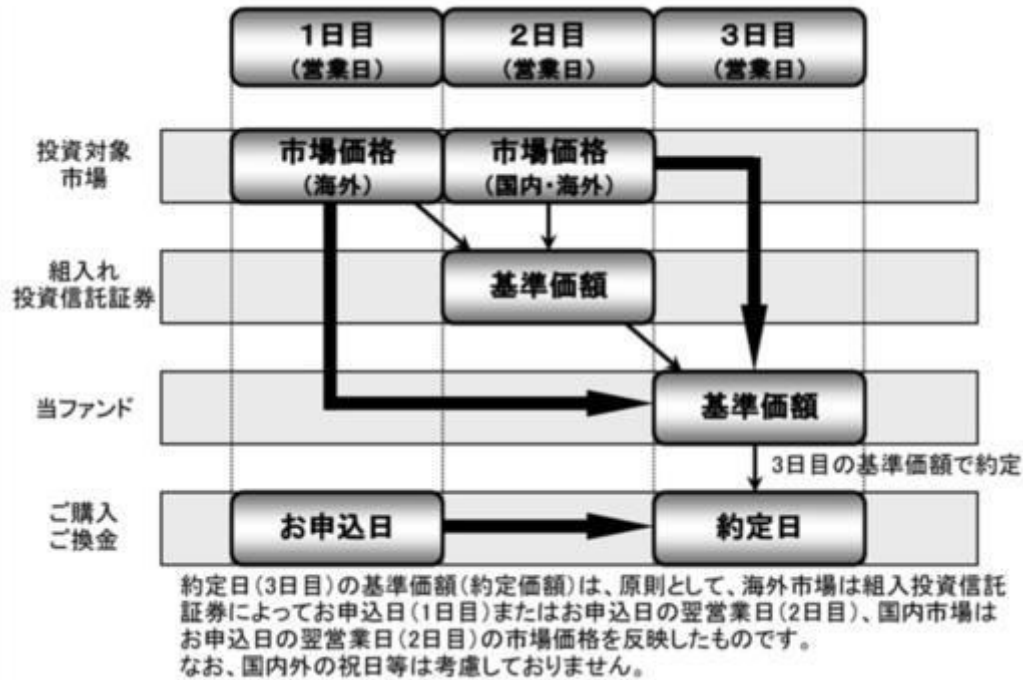 1日目
(営業日)
2日目
(営業日)
3日目
(営業日)
投資対象
市場
市場価格
(海外)
市場価格
(国内・海外)
組入れ
投資信託証券
基準価額
当ファンド
基準価額
3日目の基準価額で約定
ご購入
ご換金
お申込日
約定日
約定日(3日目)の基準価額(約定価額)は、原則として、海外市場は組入投資信託
証券によってお申込日(1日目)またはお申込日の翌営業日(2日目)、国内市場は
お申込日の翌営業日(2日目)の市場価格を反映したものです。
なお、国内外の祝日等は考慮しておりません。